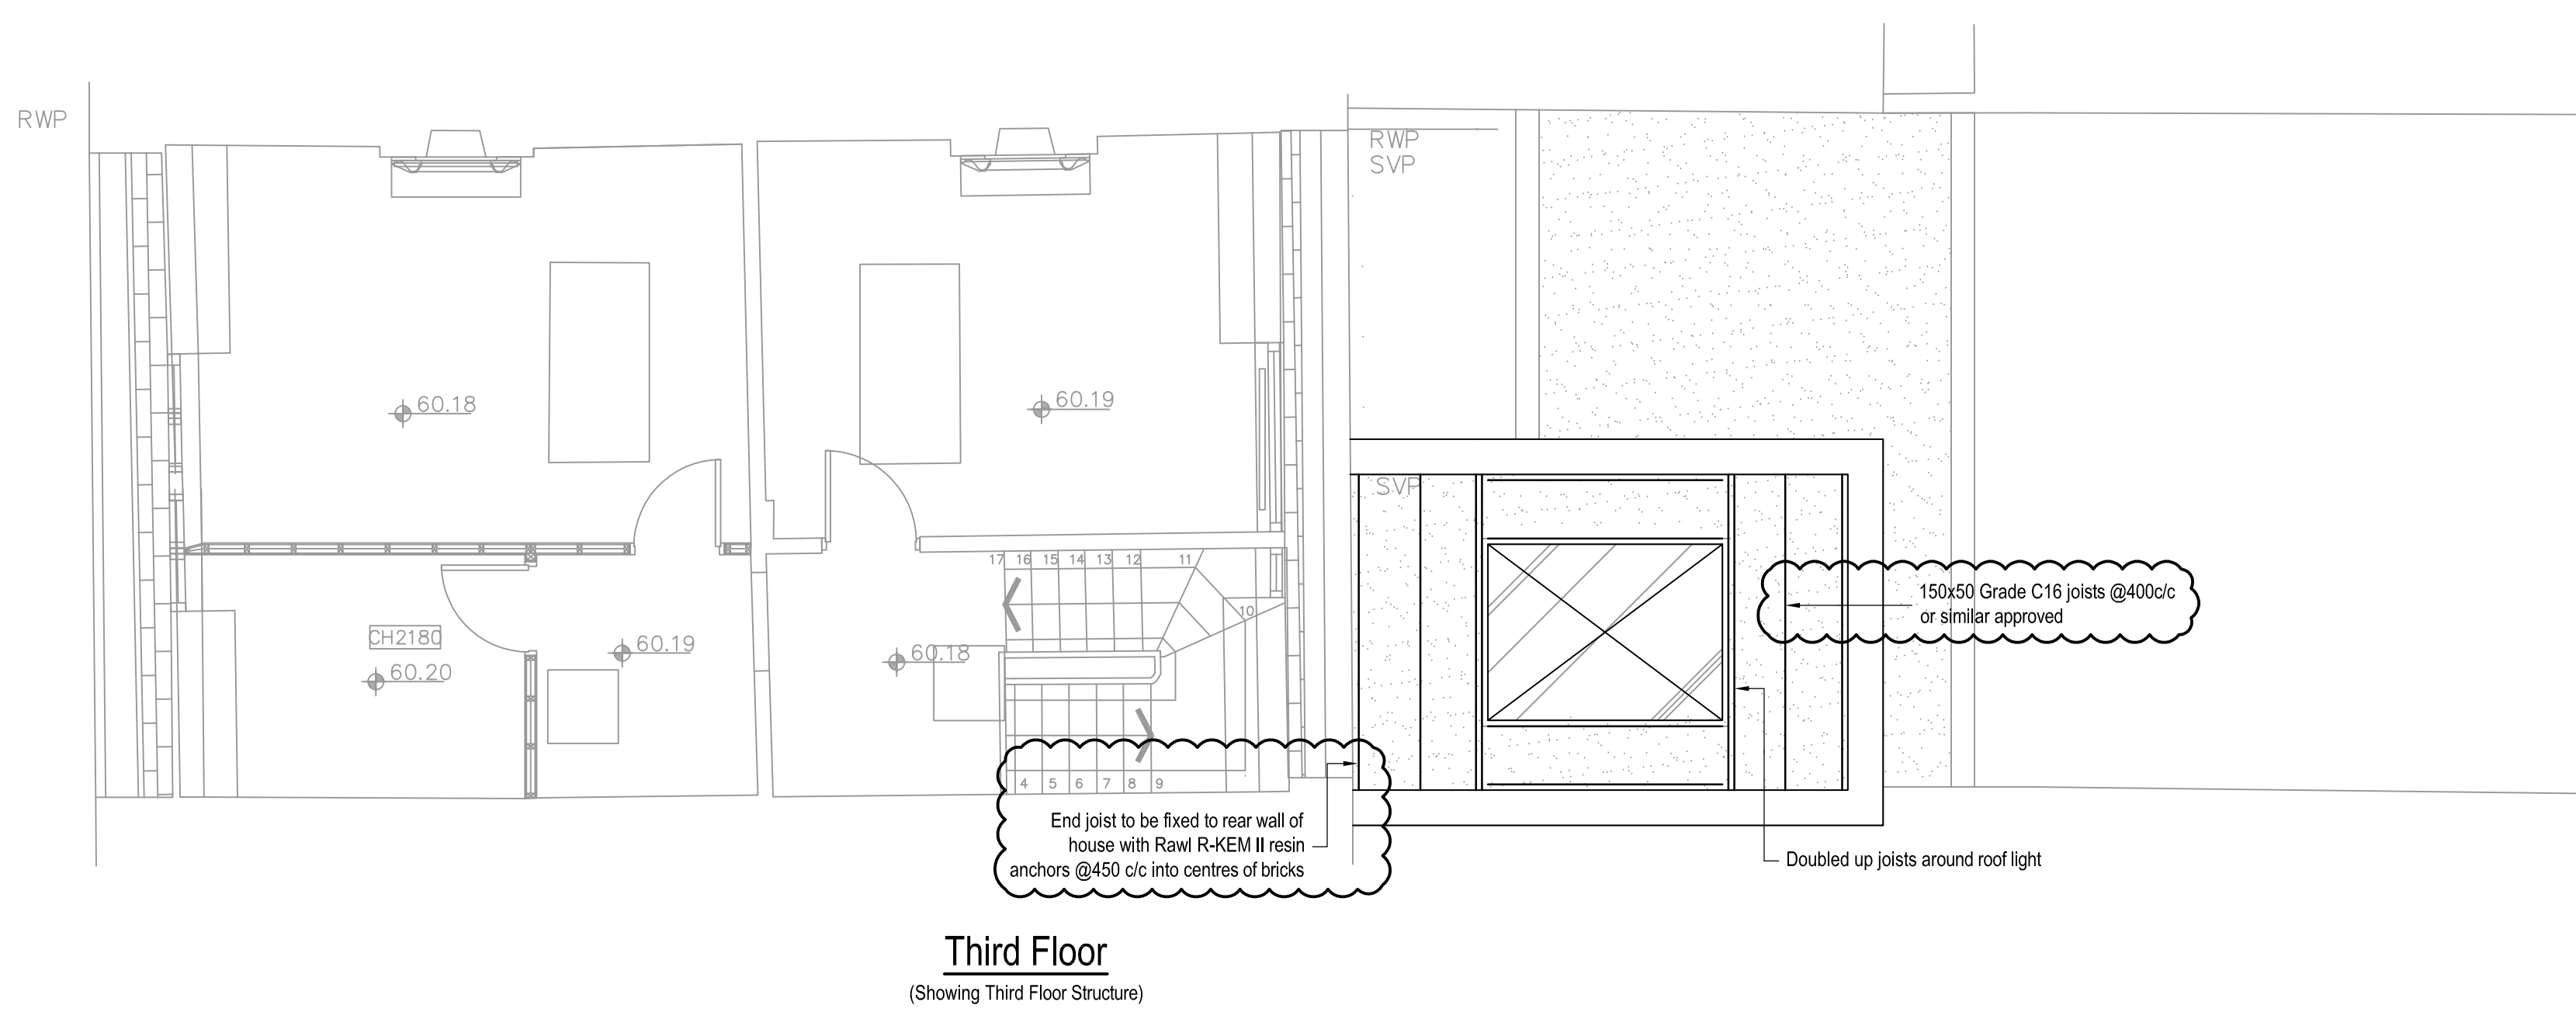 RWP
RWP
SVP
60.18
60.19
SVP
17 16 15 14 13 12 11
10
150x50 Grade C16 joists @400c/c
or similar approved
CH2180
60.19
60.18
60.20
4 5 6 7 8 9
End joist to be fixed to rear wall of
house with Rawl R-KEM II resin
anchors @450 c/c into centres of bricks
Doubled up joists around roof light
Third Floor
(Showing Third Floor Structure)